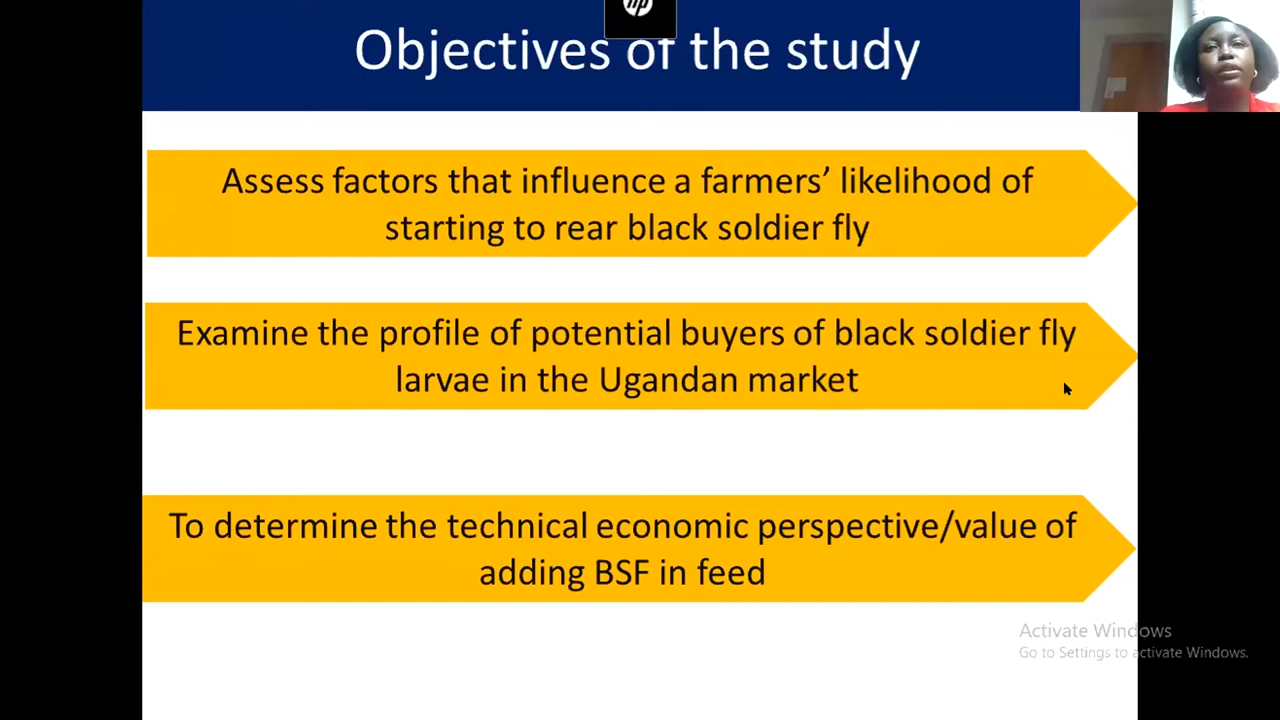 hp
Objectives of the study
Assess factors that influence a farmers’ likelihood of
starting to rear black soldier fly
Examine the profile of potential buyers of black soldier fly
larvae in the Ugandan market
To determine the technical economic perspective/value of
adding BSF in feed
Activate Windows
Go to Settings to activate Windows.